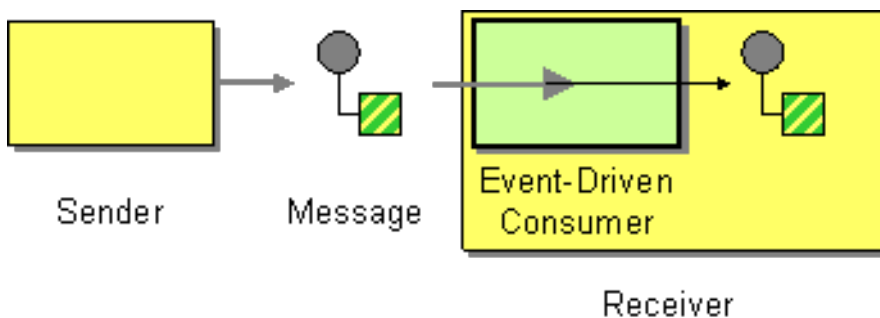 Sender
Message
Event-Driven
Consumer
Receiver